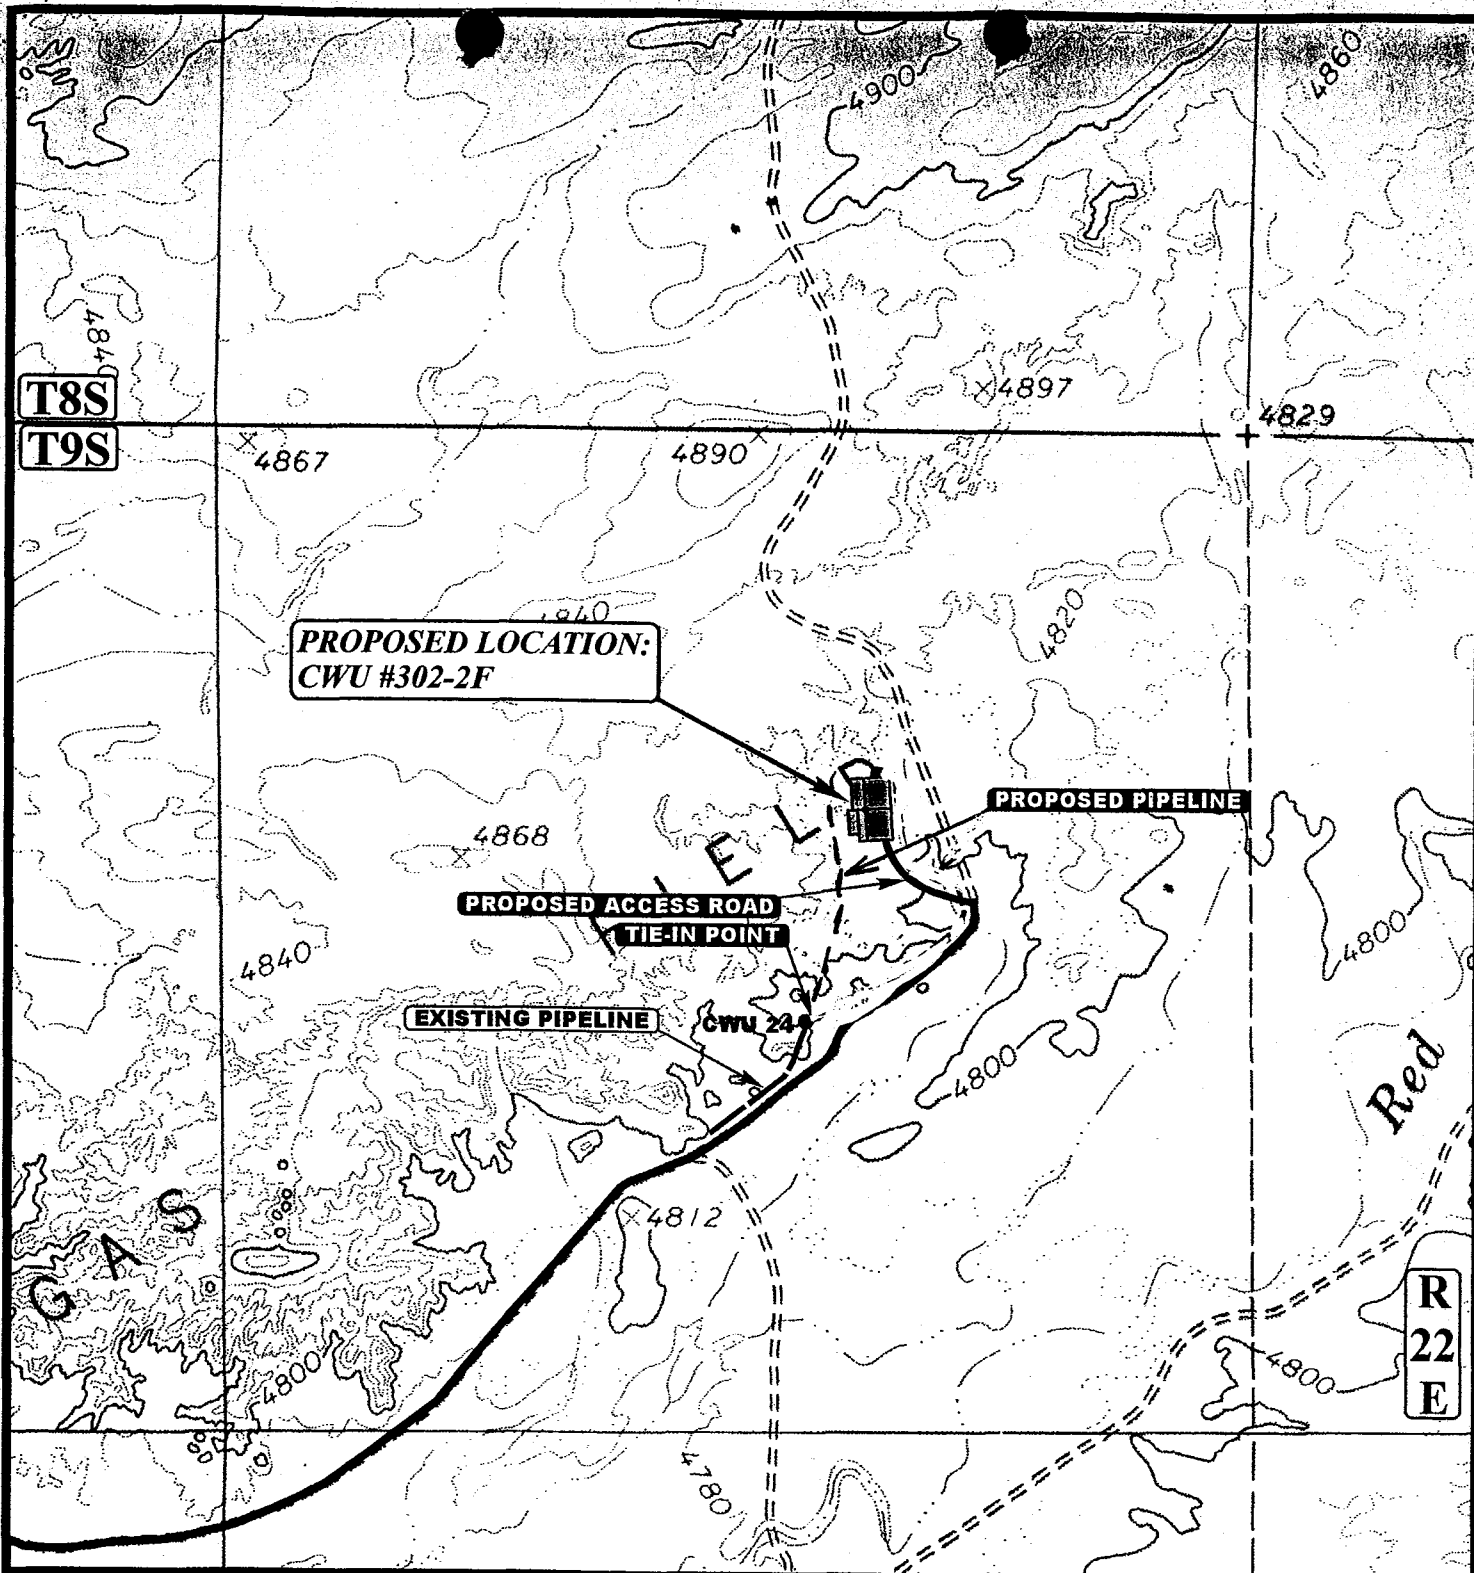 4900
4860
4840
T8S
4897
4829
T9S
4867
4890
4840
4820
PROPOSED LOCATION:
CWU #302-2F
PROPOSED PIPELINE
4868
IELD
PROPOSED ACCESS ROAD
TIE-IN POINT
4840
4800
EXISTING PIPELINE
CWU 244
4800
Red
GAS
4812
R
22
E
4800
4800
4780